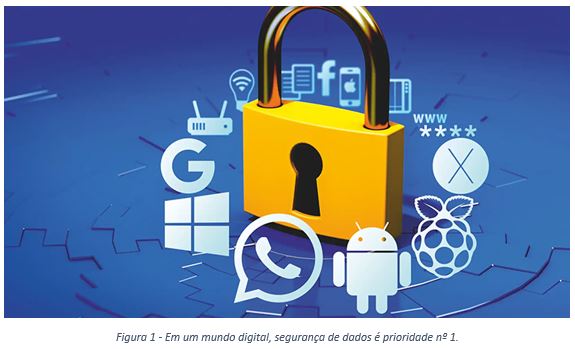 www
****
Figura 1 - Em um mundo digital, segurança de dados é prioridade nº 1.